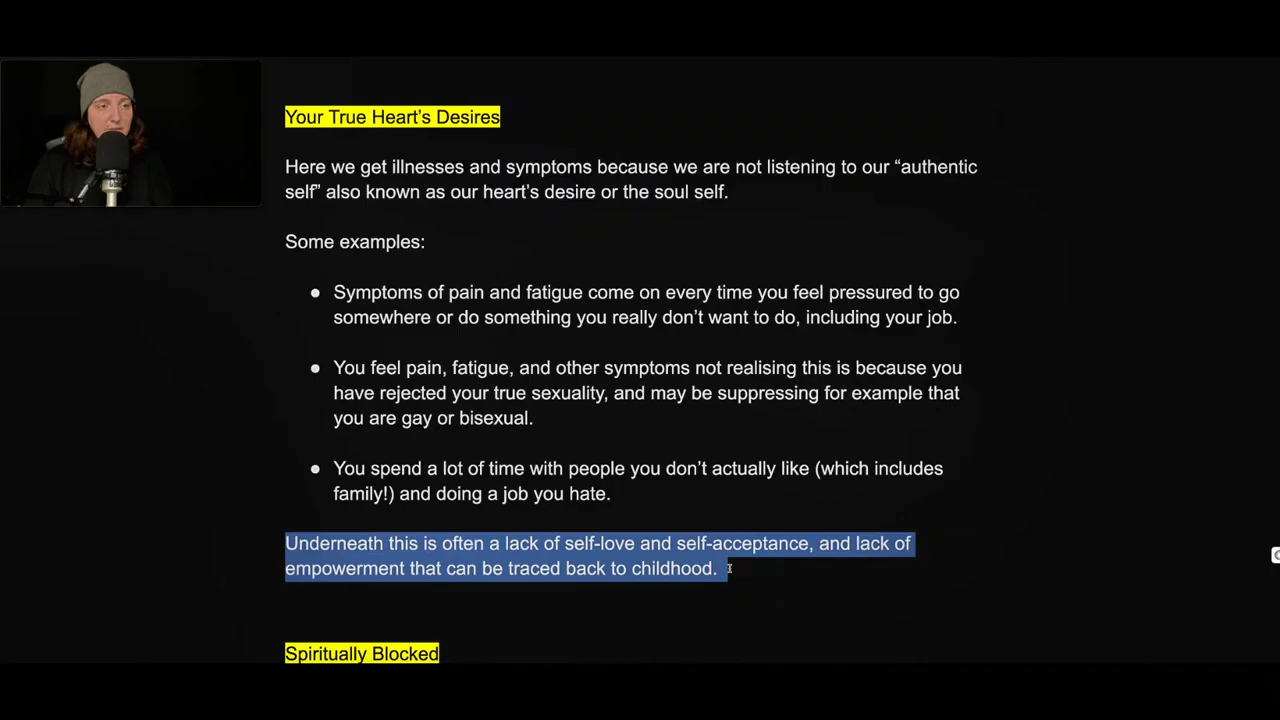 Your True Heart's Desires
Here we get illnesses and symptoms because we are not listening to our “authentic
self” also known as our heart’s desire or the soul self.
Some examples:
● Symptoms of pain and fatigue come on every time you feel pressured to go
somewhere or do something you really don’t want to do, including your job.
● You feel pain, fatigue, and other symptoms not realising this is because you
have rejected your true sexuality, and may be suppressing for example that
you are gay or bisexual.
● You spend a lot of time with people you don’t actually like (which includes
family!) and doing a job you hate.
Underneath this is often a lack of self-love and self-acceptance, and lack of
empowerment that can be traced back to childhood.
Spiritually Blocked